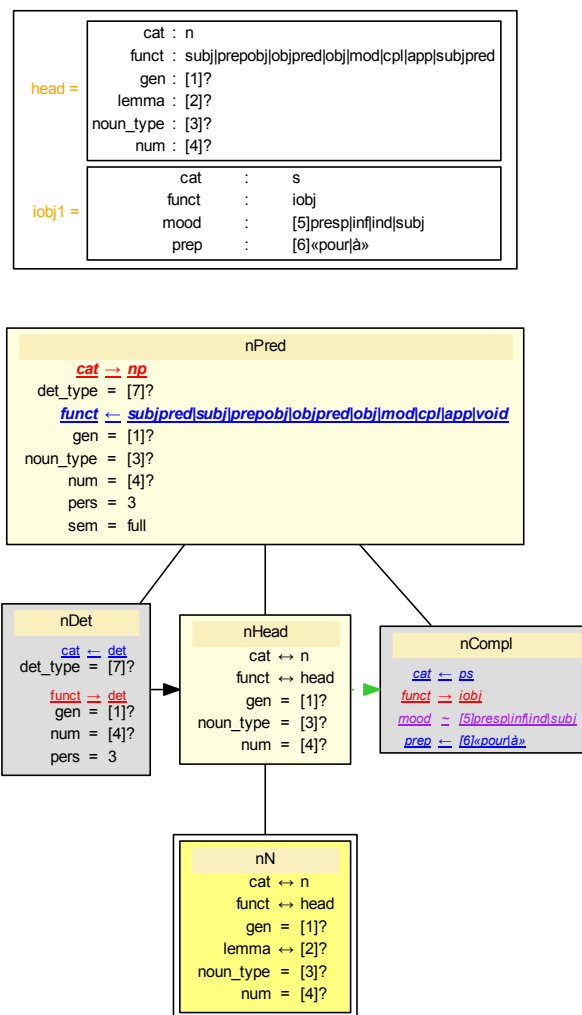 head =
cat : n
funct : subj|prepobj|objpred|obj|mod|cpl|app|subjpred
gen : [1]?
lemma : [2]?
noun_type : [3]?
num : [4]?
iobj1 =
cat : s
funct : iobj
mood : [5]presp|inf|ind|subj
prep : [6]«pour|à»
nPred
cat → np
det_type = [7]?
funct ← subjpred|subj|prepobj|objpred|obj|mod|cpl|app|void
gen = [1]?
noun_type = [3]?
num = [4]?
pers = 3
sem = full
nDet
cat ← det
det_type = [7]?
funct → det
gen = [1]?
num = [4]?
pers = 3
nHead
cat ↔ n
funct ↔ head
gen = [1]?
noun_type = [3]?
num = [4]?
nCompl
cat ← ps
funct → iobj
mood ~ [5]presp|inf|ind|subj
prep ← [6]«pour|à»
nN
cat ↔ n
funct ↔ head
gen = [1]?
lemma ↔ [2]?
noun_type = [3]?
num = [4]?